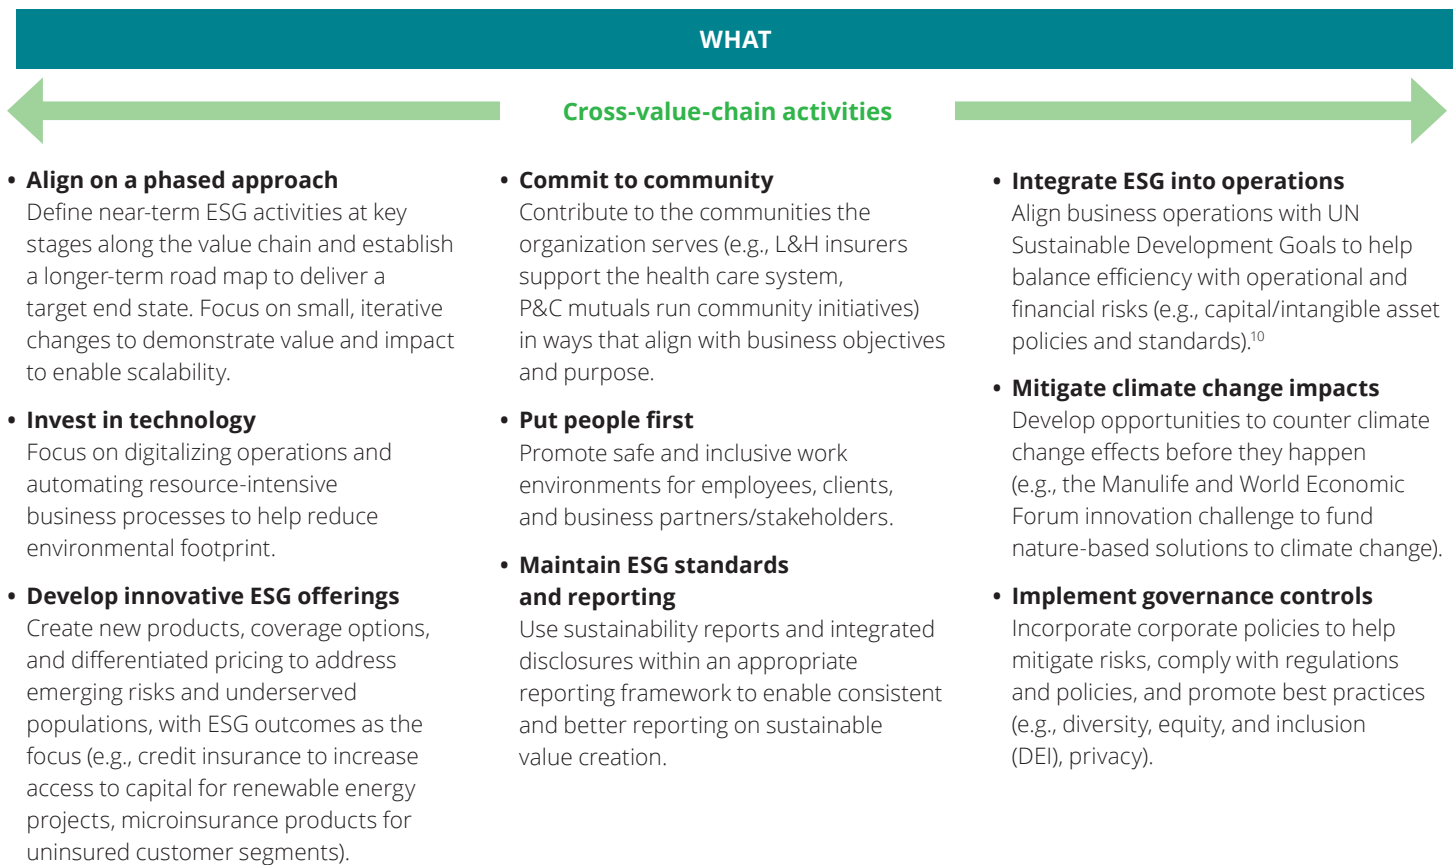 WHAT
Cross-value-chain activities
• Align on a phased approach
Define near-term ESG activities at key
stages along the value chain and establish
a longer-term road map to deliver a
target end state. Focus on small, iterative
changes to demonstrate value and impact
to enable scalability.
• Invest in technology
Focus on digitalizing operations and
automating resource-intensive
business processes to help reduce
environmental footprint.
• Develop innovative ESG offerings
Create new products, coverage options,
and differentiated pricing to address
emerging risks and underserved
populations, with ESG outcomes as the
focus (e.g., credit insurance to increase
access to capital for renewable energy
projects, microinsurance products for
uninsured customer segments).
• Commit to community
Contribute to the communities the
organization serves (e.g., L&H insurers
support the health care system,
P&C mutuals run community initiatives)
in ways that align with business objectives
and purpose.
• Put people first
Promote safe and inclusive work
environments for employees, clients,
and business partners/stakeholders.
• Maintain ESG standards
and reporting
Use sustainability reports and integrated
disclosures within an appropriate
reporting framework to enable consistent
and better reporting on sustainable
value creation.
• Integrate ESG into operations
Align business operations with UN
Sustainable Development Goals to help
balance efficiency with operational and
financial risks (e.g., capital/intangible asset
policies and standards).10
• Mitigate climate change impacts
Develop opportunities to counter climate
change effects before they happen
(e.g., the Manulife and World Economic
Forum innovation challenge to fund
nature-based solutions to climate change).
• Implement governance controls
Incorporate corporate policies to help
mitigate risks, comply with regulations
and policies, and promote best practices
(e.g., diversity, equity, and inclusion
(DEI), privacy).